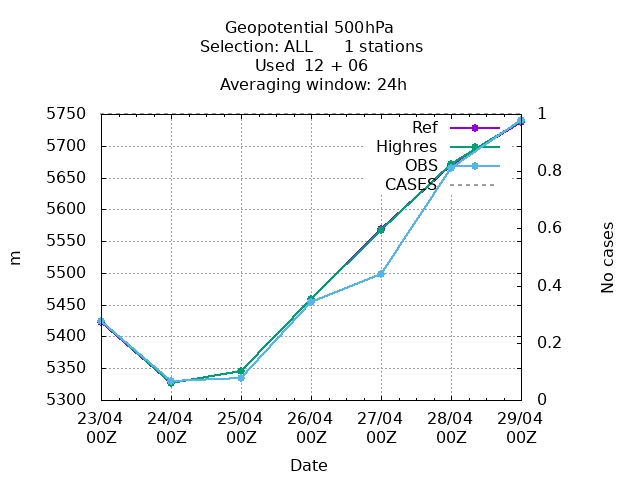 Geopotential 500hPa
Selection: ALL      1 stations
Used  12 + 06
Averaging window: 24h
5750
5700
5650
5600
5550
5500
5450
5400
5350
5300
m
1
0.8
0.6
0.4
0.2
0
No cases
Ref
Highres
OBS
CASES
23/04 24/04 25/04 26/04 27/04 28/04 29/04
00Z 00Z 00Z 00Z 00Z 00Z 00Z
Date